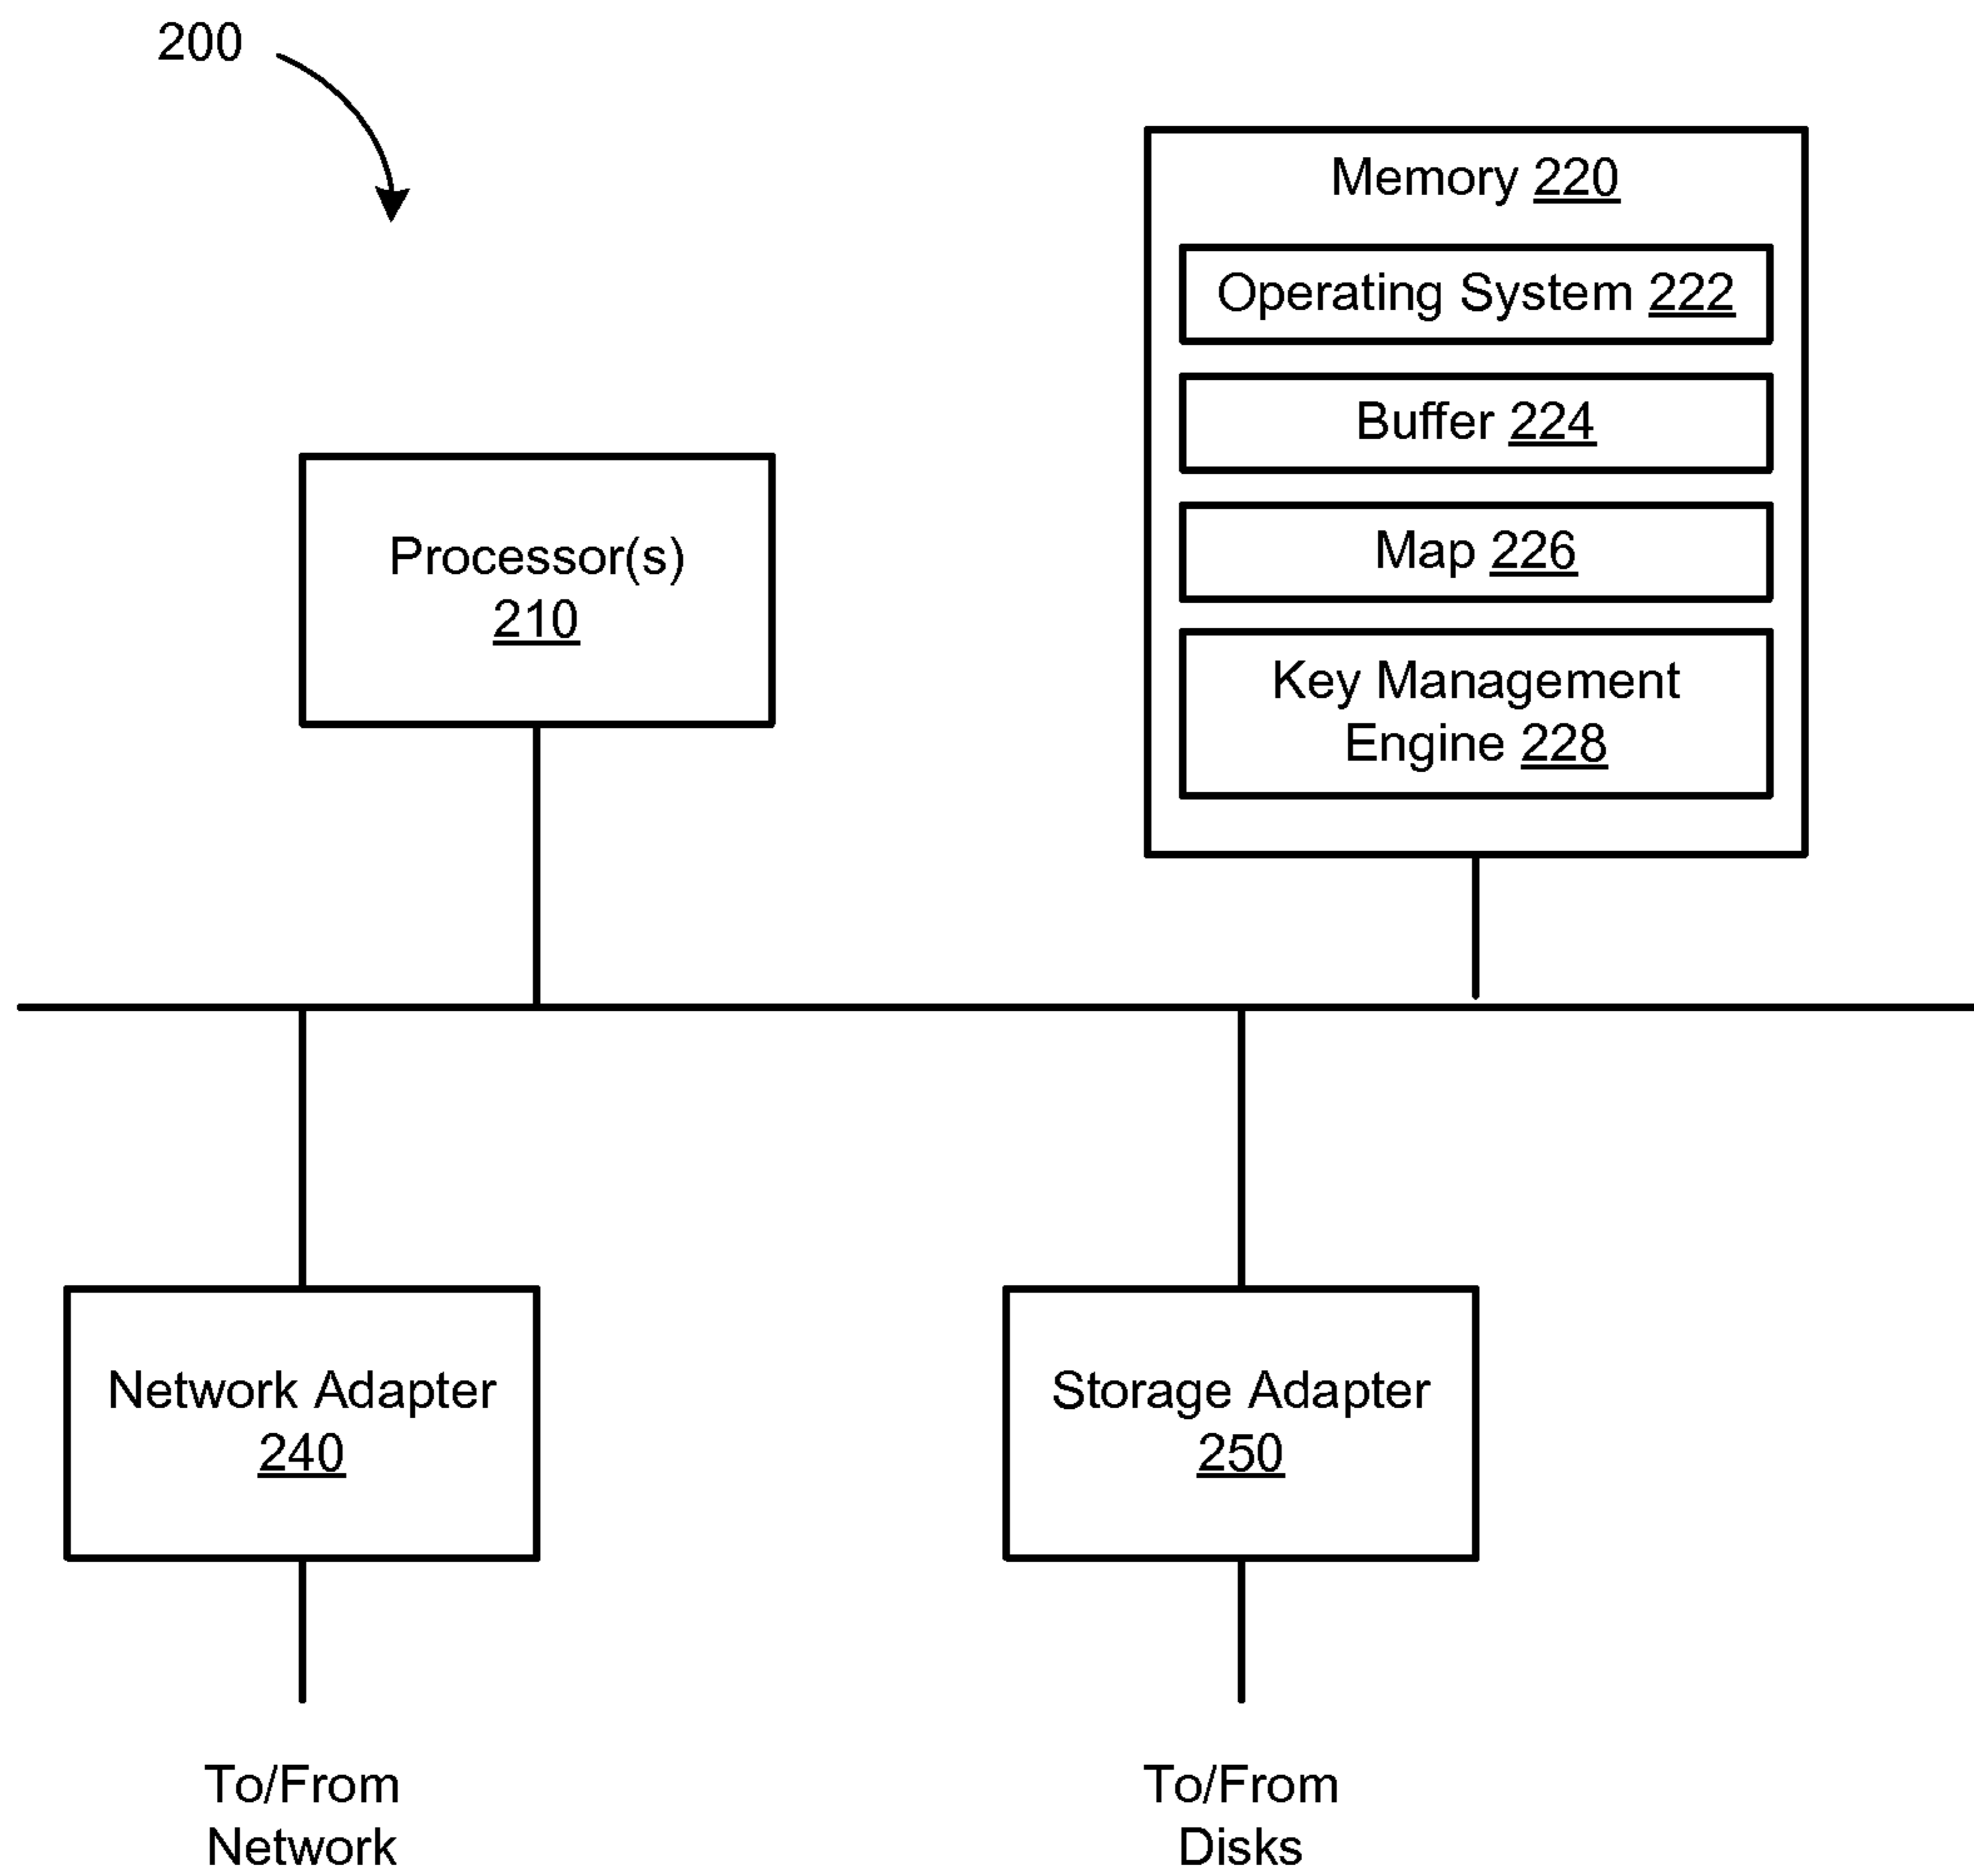 200
Memory 220
Operating System 222
Buffer 224
Map 226
Key Management
Engine 228
Processor(s)
210
Network Adapter
240
Storage Adapter
250
To/From
Network
To/From
Disks